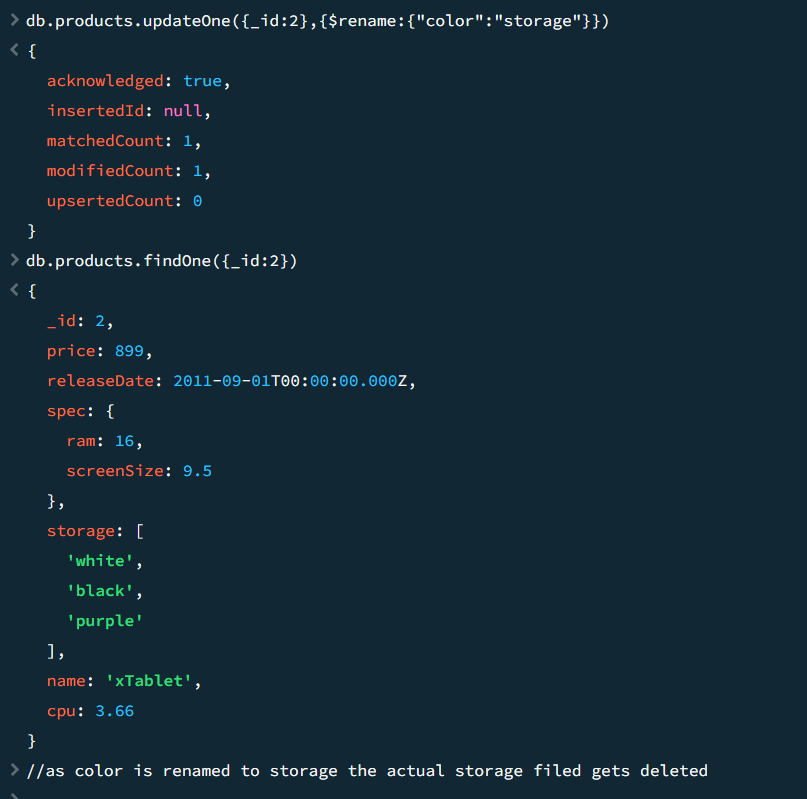 > db.products.updateOne({_id:2},{$rename:{"color":"storage"}})
< {
acknowledged: true,
insertedId: null,
matchedCount: 1,
modifiedCount: 1,
upsertedCount: 0
}
> db.products.findOne({_id:2})
< {
_id: 2,
price: 899,
releaseDate: 2011-09-01T00:00:00.000Z,
spec: {
ram: 16,
screenSize: 9.5
},
storage: [
'white',
'black',
'purple'
],
name: 'xTablet',
cpu: 3.66
}
> //as color is renamed to storage the actual storage filed gets deleted